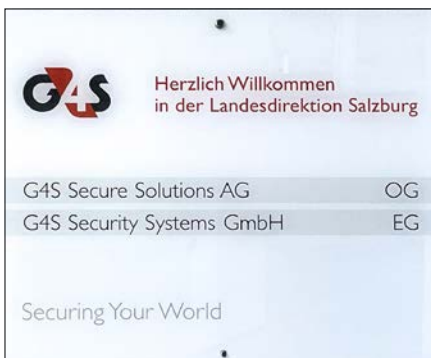 G4S
Herzlich Willkommen
in der Landesdirektion Salzburg
G4S Secure Solutions AG OG
G4S Security Systems GmbH EG
Securing Your World